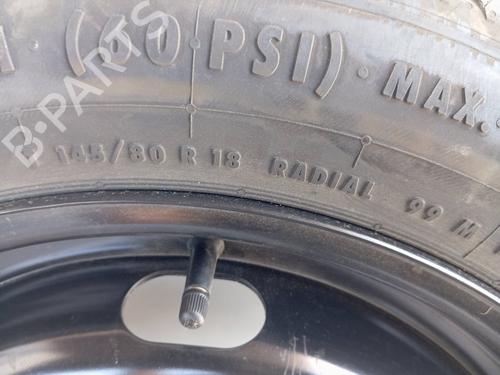 (60 PSI) · MAX.
145/80 R 18 RADIAL 99 M
B-PARTS